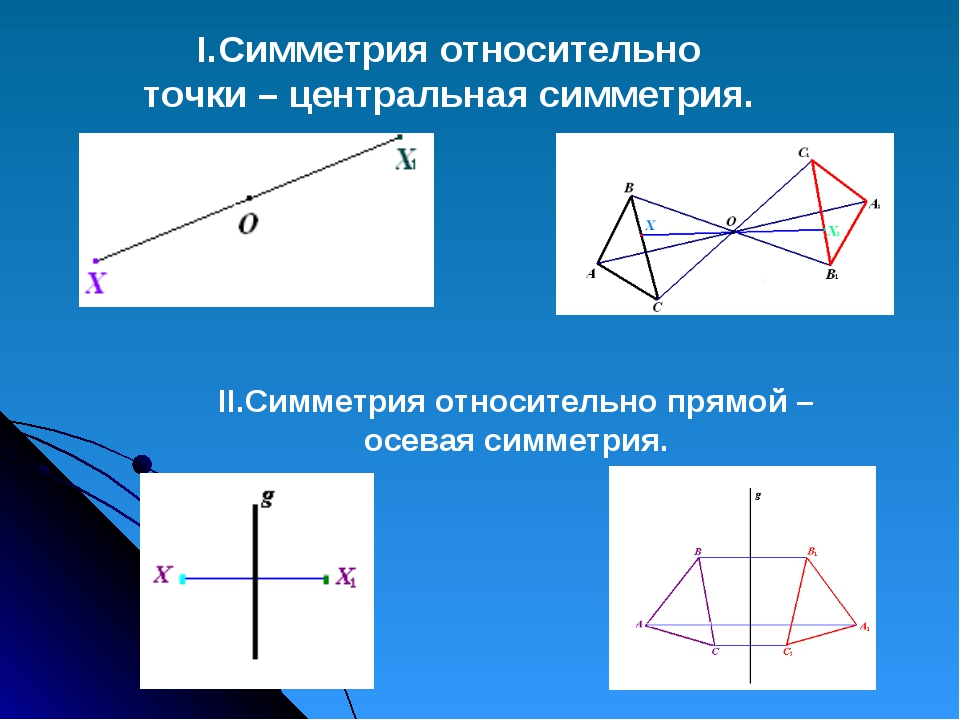 I.Симметрия относительно
точки – центральная симметрия.
X₁
O
X
C₁
B
A₁
X
O
X₁
A
B₁
C
II.Симметрия относительно прямой –
осевая симметрия.
g
X
X₁
g
B
B₁
A
A₁
C
C₁